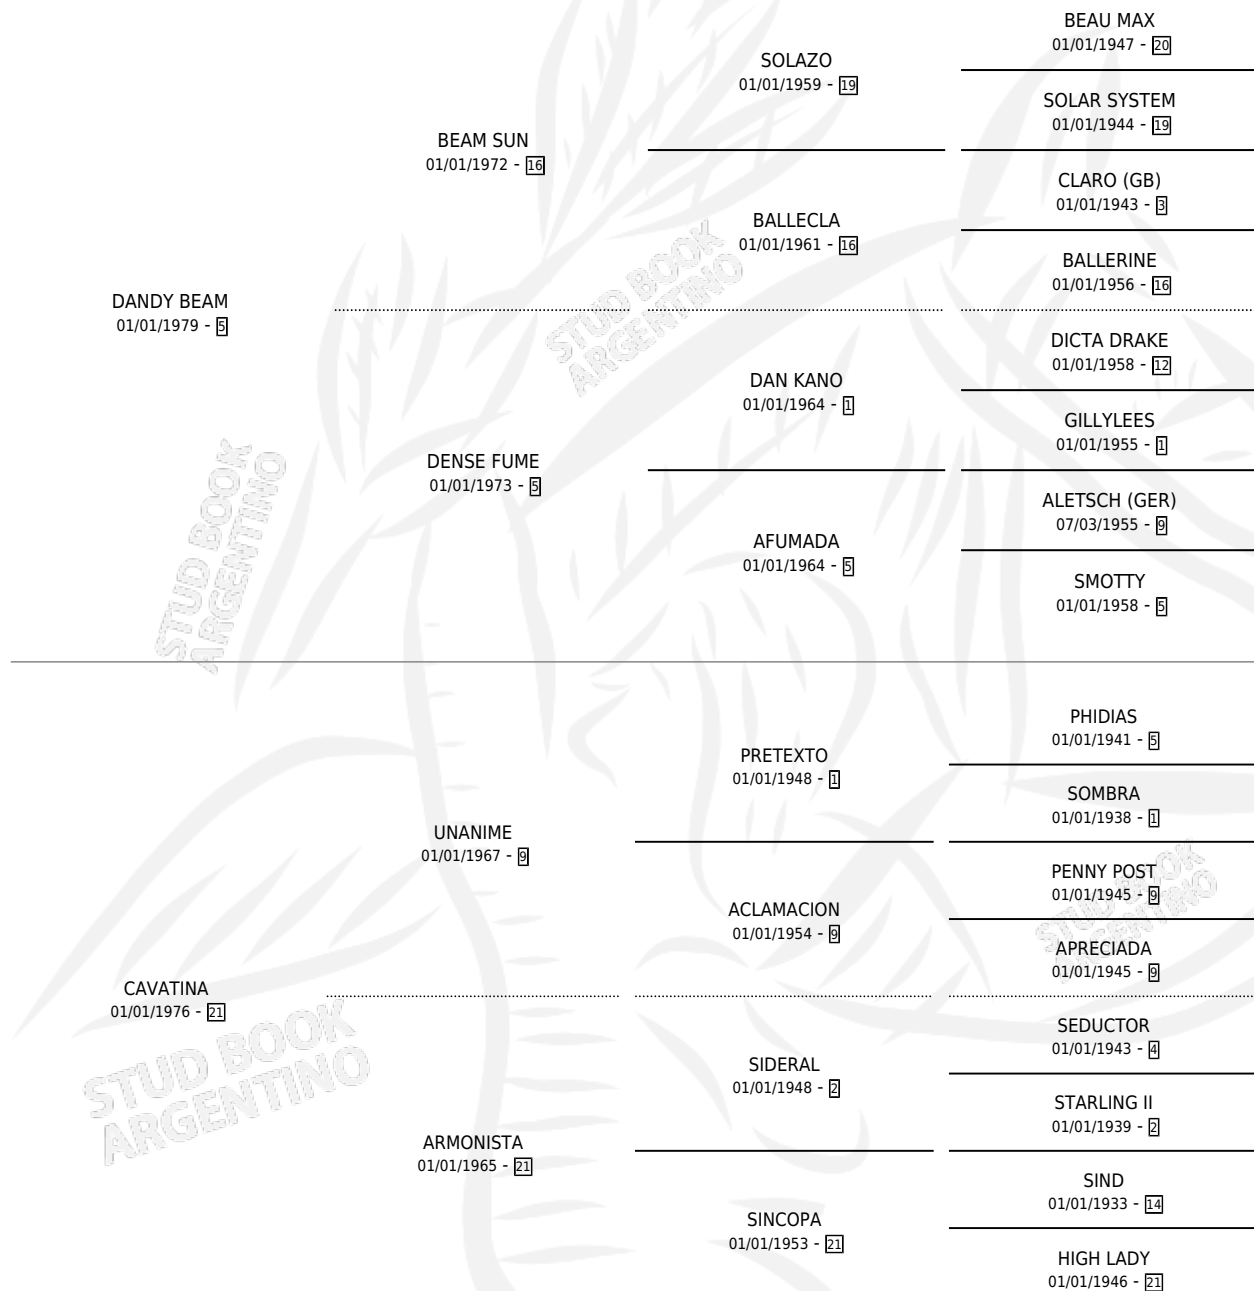 BEAU MAX
01/01/1947 - 20
SOLAZO
01/01/1959 - 19
SOLAR SYSTEM
01/01/1944 - 19
BEAM SUN
01/01/1972 - 16
CLARO (GB)
01/01/1943 - 3
BALLECLA
01/01/1961 - 16
BALLERINE
01/01/1956 - 16
DANDY BEAM
01/01/1979 - 5
STUD BOOK
ARGENTINO
DICTA DRAKE
01/01/1958 - 12
DAN KANO
01/01/1964 - 1
GILLYLEES
01/01/1955 - 1
DENSE FUME
01/01/1973 - 5
ALETSCH (GER)
07/03/1955 - 9
AFUMADA
01/01/1964 - 5
SMOTTY
01/01/1958 - 5
STUD BOOK
ARGENTINO
PHIDIAS
01/01/1941 - 5
PRETEXTO
01/01/1948 - 1
SOMBRA
01/01/1938 - 1
UNANIME
01/01/1967 - 9
PENNY POST
01/01/1945 - 9
ACLAMACION
01/01/1954 - 9
APRECIADA
01/01/1945 - 9
STUD BOOK
ARGENTINO
CAVATINA
01/01/1976 - 21
SEDUCTOR
01/01/1943 - 4
SIDERAL
01/01/1948 - 2
STARLING II
01/01/1939 - 2
STUD BOOK
ARGENTINO
ARMONISTA
01/01/1965 - 21
SIND
01/01/1933 - 14
SINCOPA
01/01/1953 - 21
HIGH LADY
01/01/1946 - 21